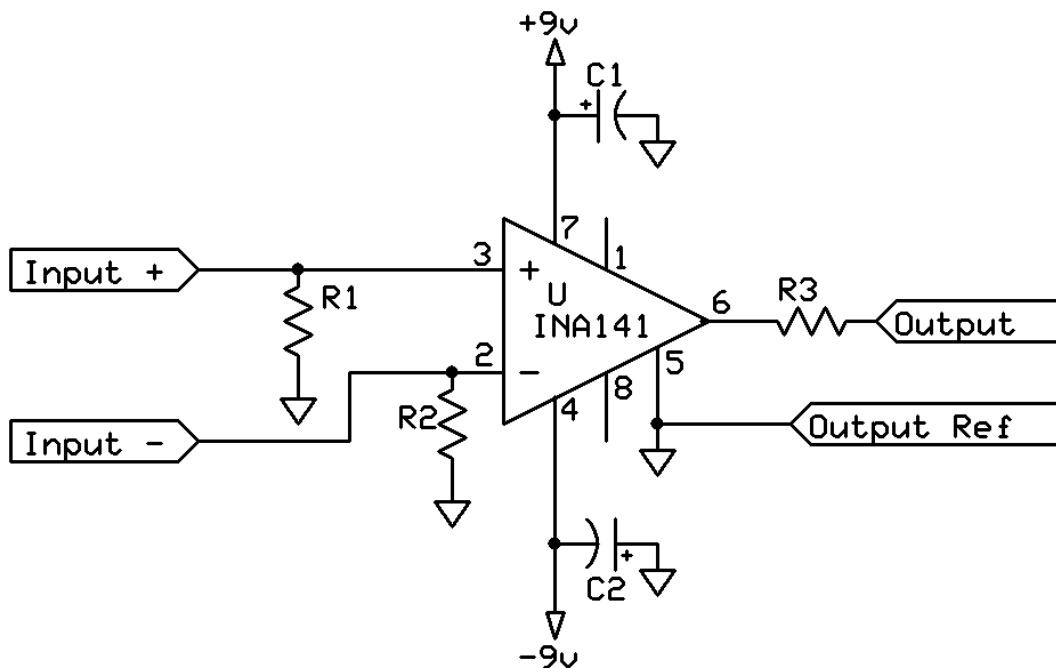 +9v
C1
+
7
1
Input +
3
+
R1
U
INA141
6
R3
Output
2
-
5
8
4
R2
Input -
Output Ref
+
C2
-9v